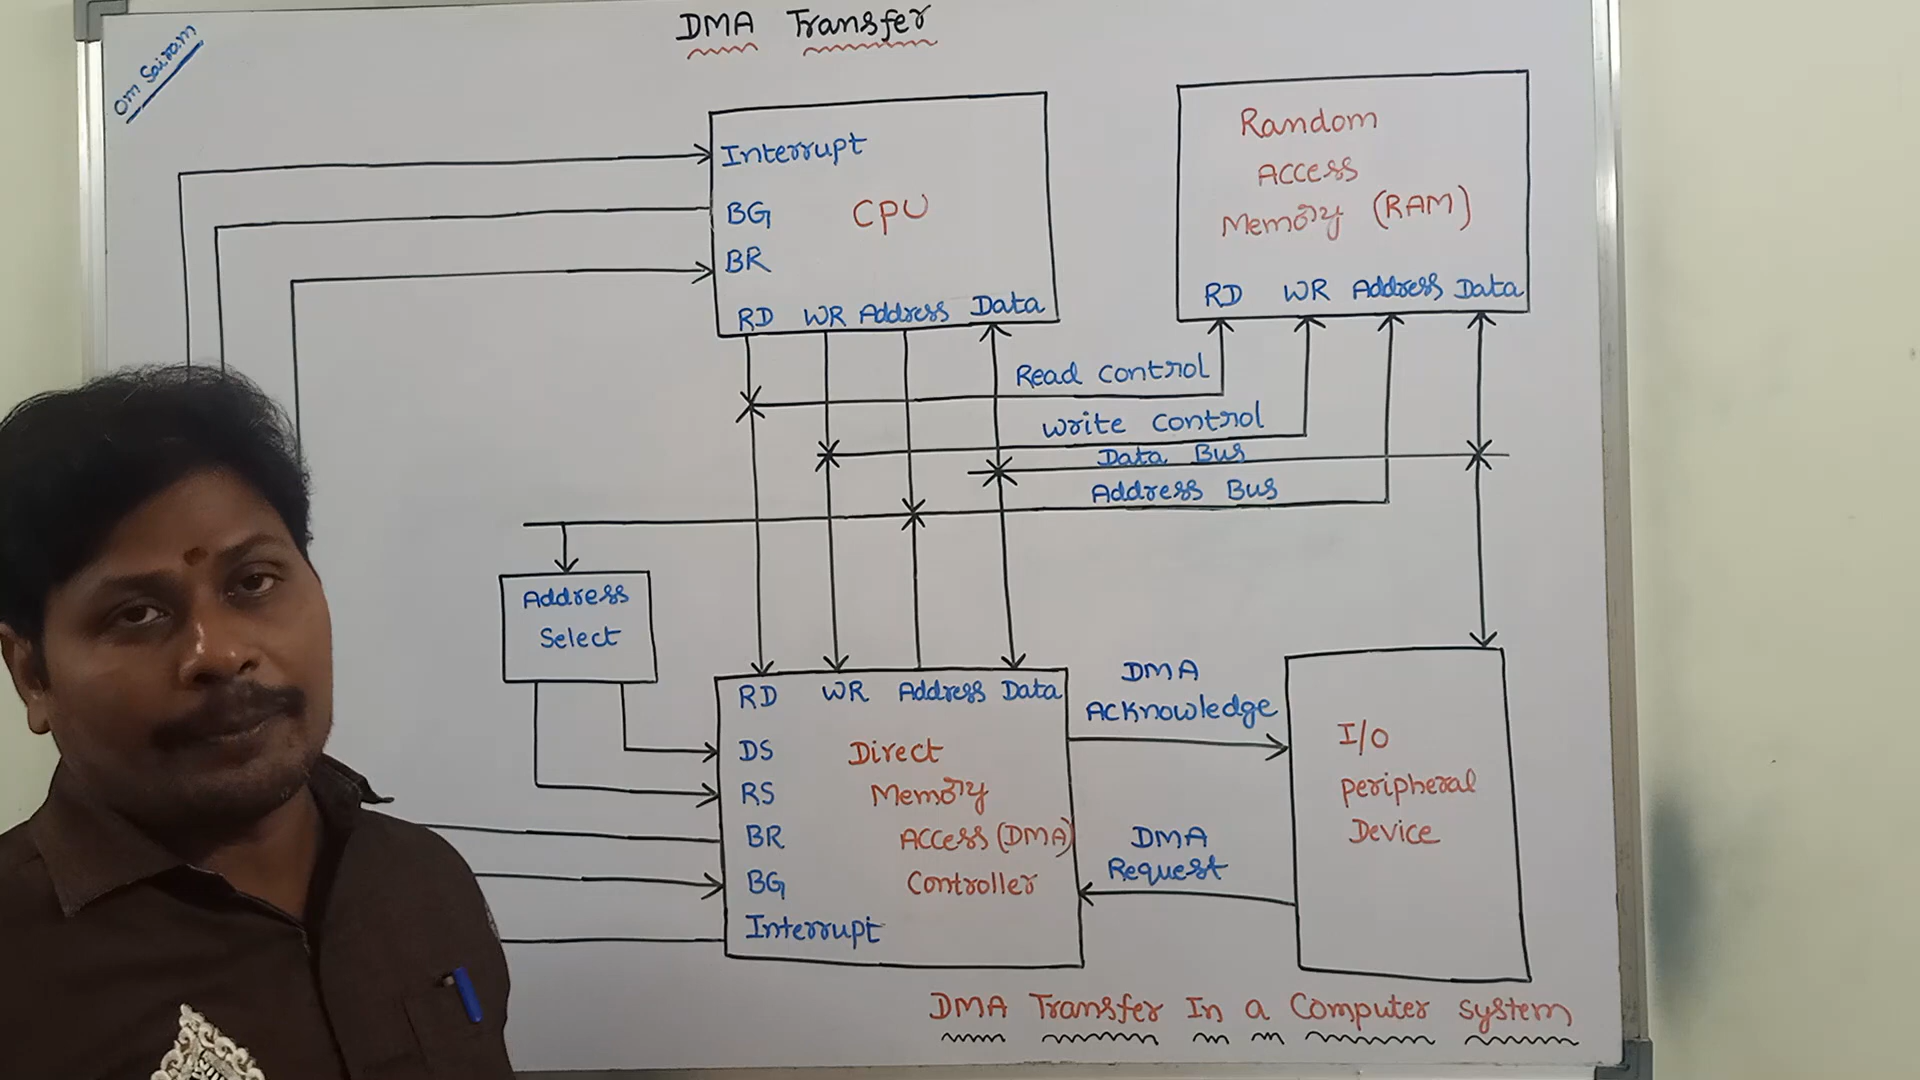 DMA Transfer
Om Sairam
Interrupt
BG
CPU
BR
RD WR Address Data
Random
Access
Memory (RAM)
RD WR Address Data
Read Control
Write Control
Data Bus
Address Bus
Address
Select
RD WR Address Data
DS
RS
BR
BG
Interrupt
Direct
Memory
Access (DMA)
Controller
DMA
Acknowledge
DMA
Request
I/O
Peripheral
Device
DMA Transfer In a Computer system